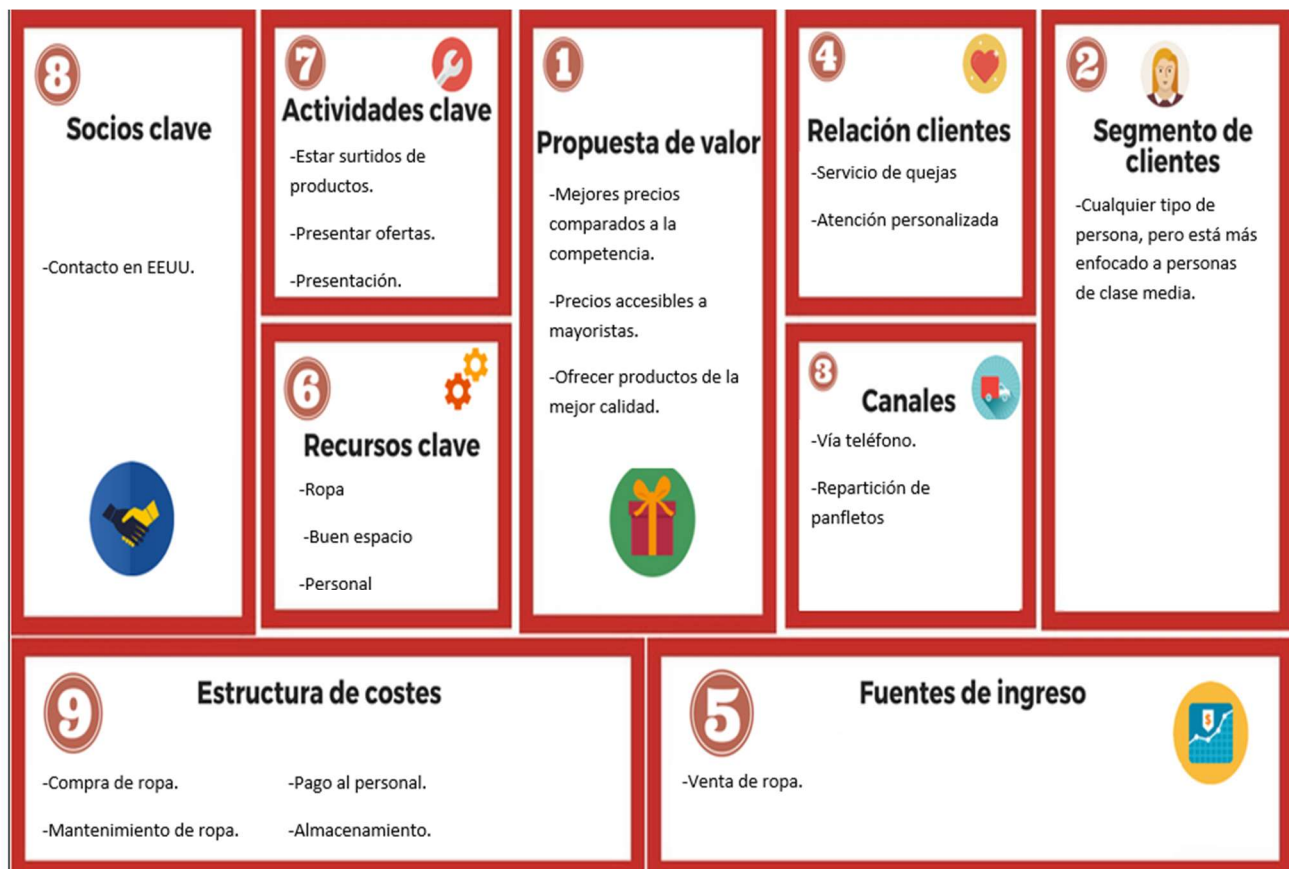 8
Socios clave
-Contacto en EEUU.
7
Actividades clave
-Estar surtidos de
productos.
-Presentar ofertas.
-Presentación.
6
Recursos clave
-Ropa
-Buen espacio
-Personal
1
Propuesta de valor
-Mejores precios
comparados a la
competencia.
-Precios accesibles a
mayoristas.
-Ofrecer productos de la
mejor calidad.
4
Relación clientes
-Servicio de quejas
-Atención personalizada
3
Canales
-Vía teléfono.
-Repartición de
panfletos
2
Segmento de
clientes
-Cualquier tipo de
persona, pero está más
enfocado a personas
de clase media.
9
Estructura de costes
-Compra de ropa.
-Pago al personal.
-Mantenimiento de ropa.
-Almacenamiento.
5
Fuentes de ingreso
$
-Venta de ropa.